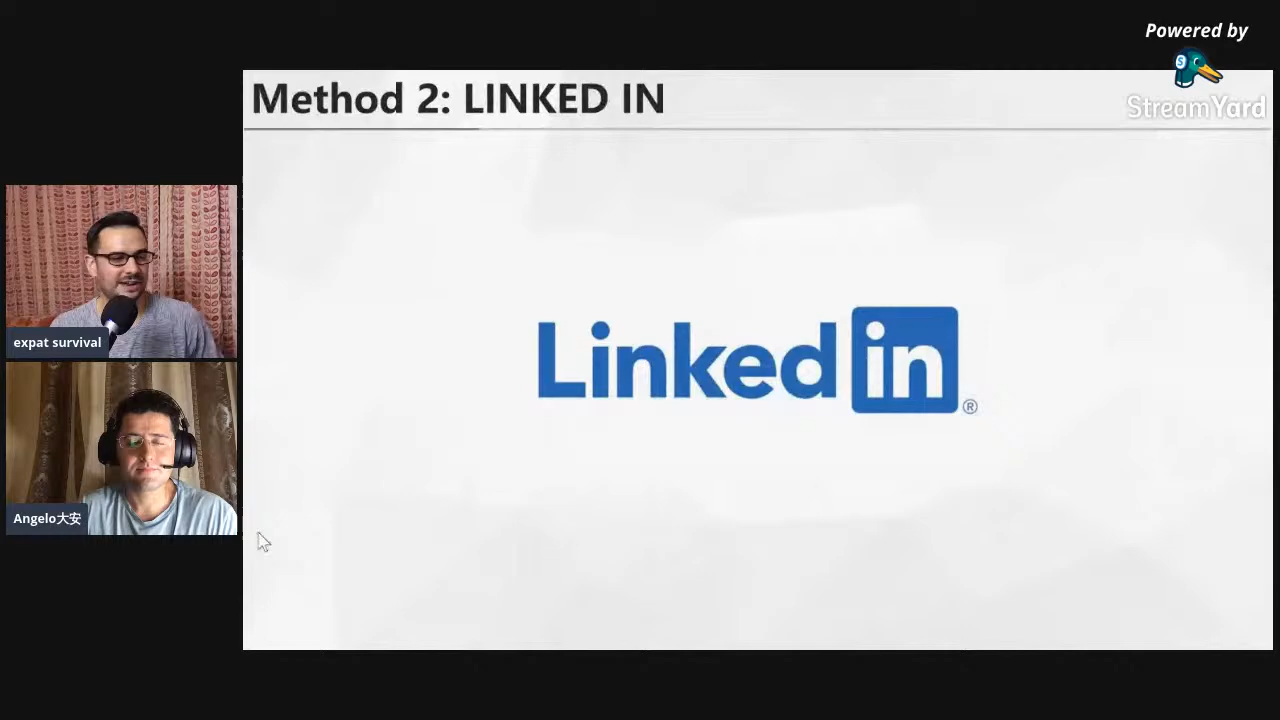 Powered by
StreamYard
Method 2: LINKED IN
Linked in ®
expat survival
Angelo大安